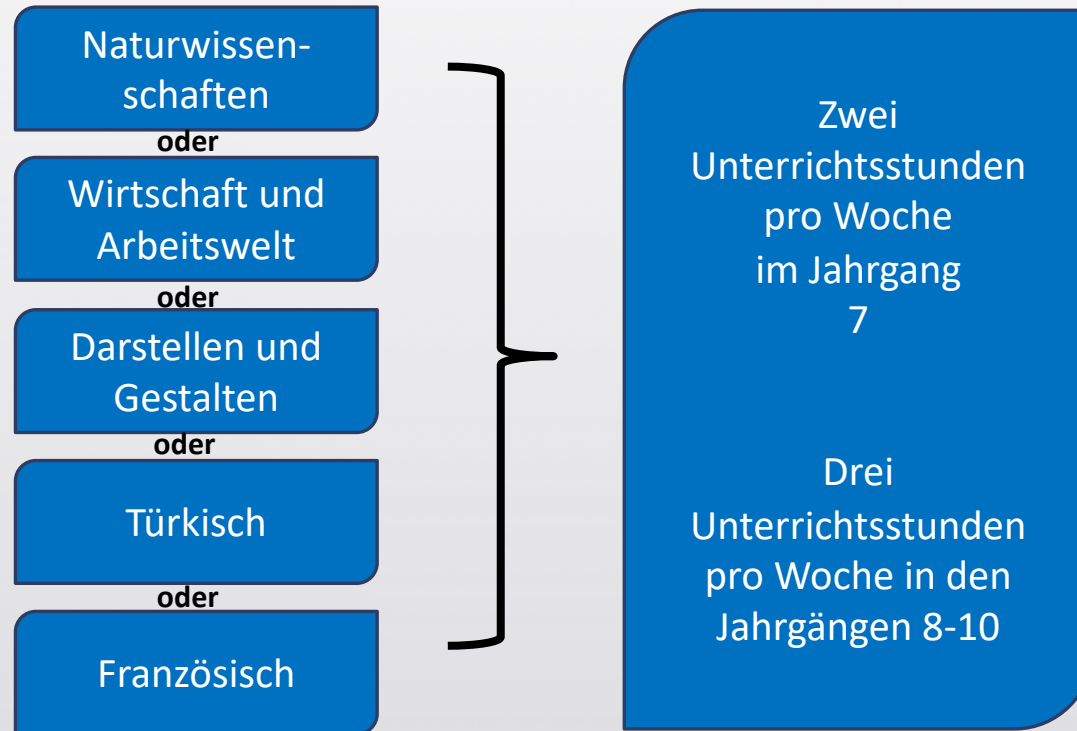 Naturwissen-
schaften
oder
Wirtschaft und
Arbeitswelt
oder
Darstellen und
Gestalten
oder
Türkisch
oder
Französisch
Zwei
Unterrichtsstunden
pro Woche
im Jahrgang
7
Drei
Unterrichtsstunden
pro Woche in den
Jahrgängen 8-10